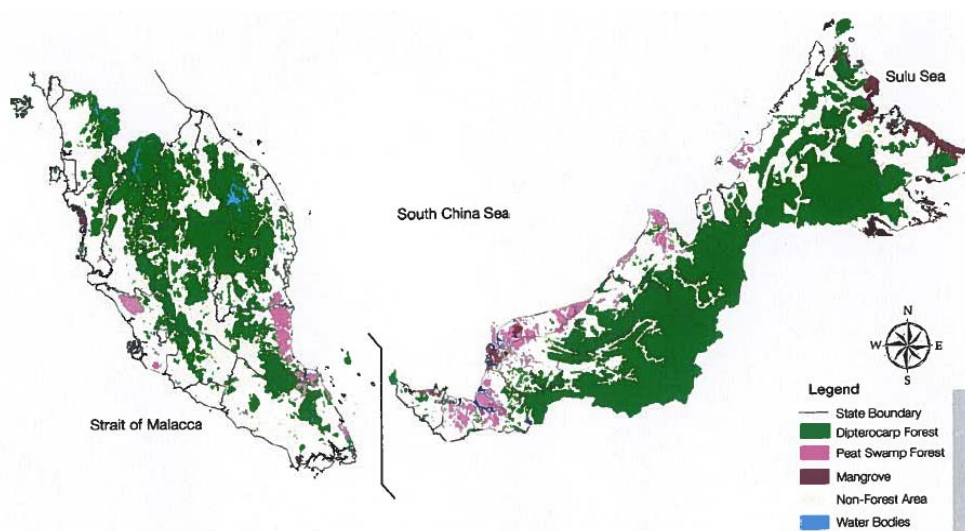 Sulu Sea
South China Sea
Strait of Malacca
N
W E
S
Legend
State Boundary
Dipterocarp Forest
Peat Swamp Forest
Mangrove
Non-Forest Area
Water Bodies